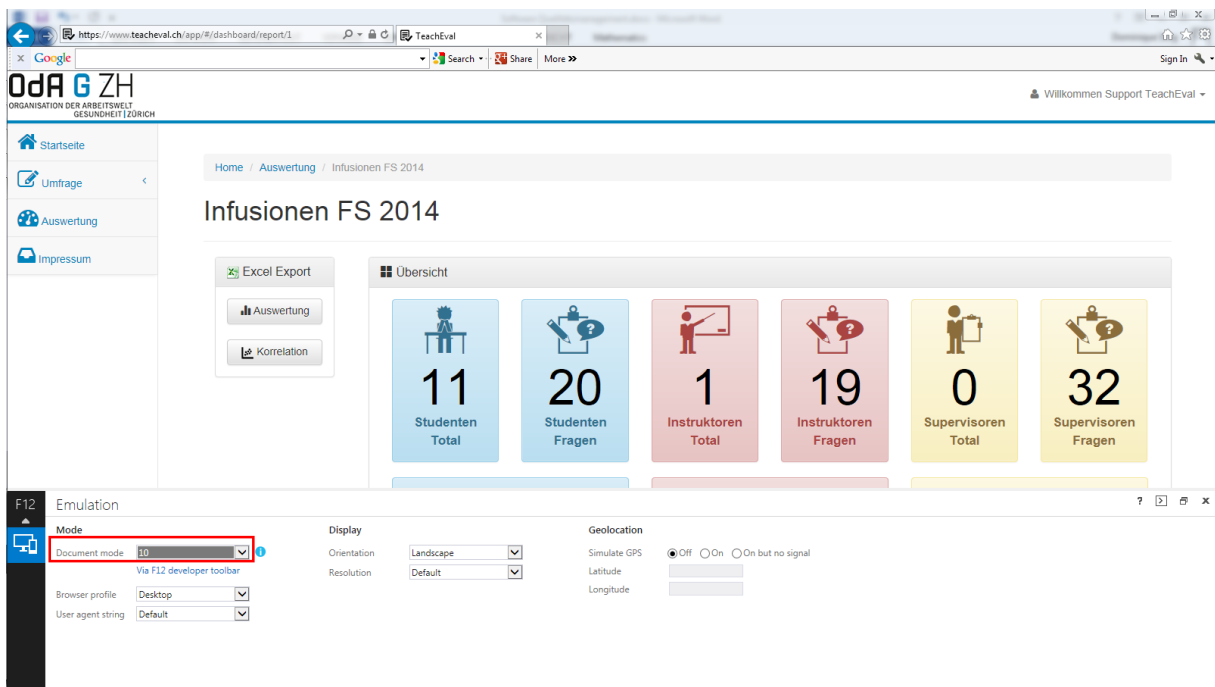 https://www.teacheval.ch/app/#/dashboard/report/1
TeachEval
x Google
Search
Share
More »
Sign In
OdA G ZH
ORGANISATION DER ARBEITSWELT
GESUNDHEIT | ZÜRICH
Willkommen Support TeachEval
Startseite
Umfrage
Auswertung
Impressum
Home / Auswertung / Infusionen FS 2014
Infusionen FS 2014
Excel Export
Auswertung
Korrelation
Übersicht
11
Studenten
Total
20
Studenten
Fragen
1
Instruktoren
Total
19
Instruktoren
Fragen
0
Supervisoren
Total
32
Supervisoren
Fragen
F12
Emulation
Mode
Document mode 10
Via F12 developer toolbar
Browser profile Desktop
User agent string Default
Display
Orientation Landscape
Resolution Default
Geolocation
Simulate GPS Off On On but no signal
Latitude
Longitude